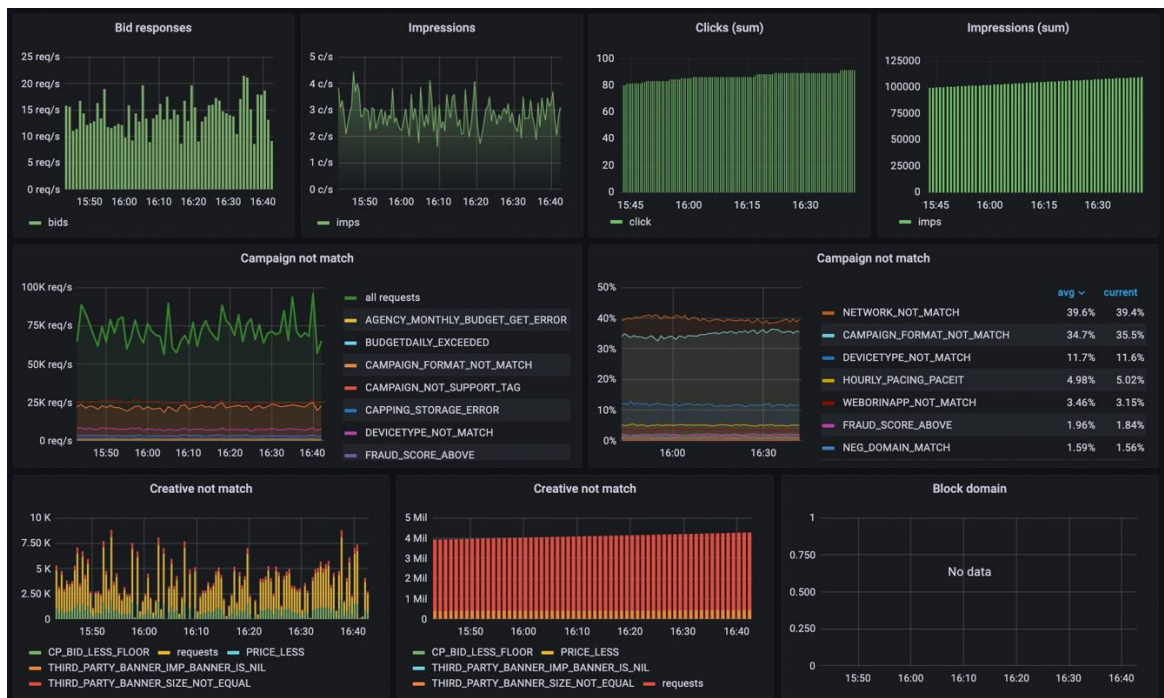 Bid responses
25 req/s
20 req/s
15 req/s
10 req/s
5 req/s
0 req/s
15:50 16:00 16:10 16:20 16:30 16:40
bids
Impressions
5 c/s
4 c/s
3 c/s
2 c/s
1 c/s
0 c/s
15:50 16:00 16:10 16:20 16:30 16:40
imps
Clicks (sum)
100
80
60
40
20
0
15:45 16:00 16:15 16:30
click
Impressions (sum)
125000
100000
75000
50000
25000
0
15:45 16:00 16:15 16:30
imps
Campaign not match
100K req/s
75K req/s
50K req/s
25K req/s
0 req/s
15:50 16:00 16:10 16:20 16:30 16:40
all requests
AGENCY_MONTHLY_BUDGET_GET_ERROR
BUDGETDAILY_EXCEEDED
CAMPAIGN_FORMAT_NOT_MATCH
CAMPAIGN_NOT_SUPPORT_TAG
CAPPING_STORAGE_ERROR
DEVICETYPE_NOT_MATCH
FRAUD_SCORE_ABOVE
Campaign not match
50%
40%
30%
20%
10%
0%
16:00 16:30
avg current
NETWORK_NOT_MATCH 39.6% 39.4%
CAMPAIGN_FORMAT_NOT_MATCH 34.7% 35.5%
DEVICETYPE_NOT_MATCH 11.7% 11.6%
HOURLY_PACING_PACEIT 4.98% 5.02%
WEBORINAPP_NOT_MATCH 3.46% 3.15%
FRAUD_SCORE_ABOVE 1.96% 1.84%
NEG_DOMAIN_MATCH 1.59% 1.56%
Creative not match
10 K
7.50 K
5 K
2.50 K
0
15:50 16:00 16:10 16:20 16:30 16:40
CP_BID_LESS_FLOOR requests PRICE_LESS
THIRD_PARTY_BANNER_IMP_BANNER_IS_NIL
THIRD_PARTY_BANNER_SIZE_NOT_EQUAL
Creative not match
5 Mil
4 Mil
3 Mil
2 Mil
1 Mil
0
15:50 16:00 16:10 16:20 16:30 16:40
CP_BID_LESS_FLOOR PRICE_LESS
THIRD_PARTY_BANNER_IMP_BANNER_IS_NIL
THIRD_PARTY_BANNER_SIZE_NOT_EQUAL requests
Block domain
1
0.750
0.500
0.250
0
No data
15:50 16:00 16:10 16:20 16:30 16:40